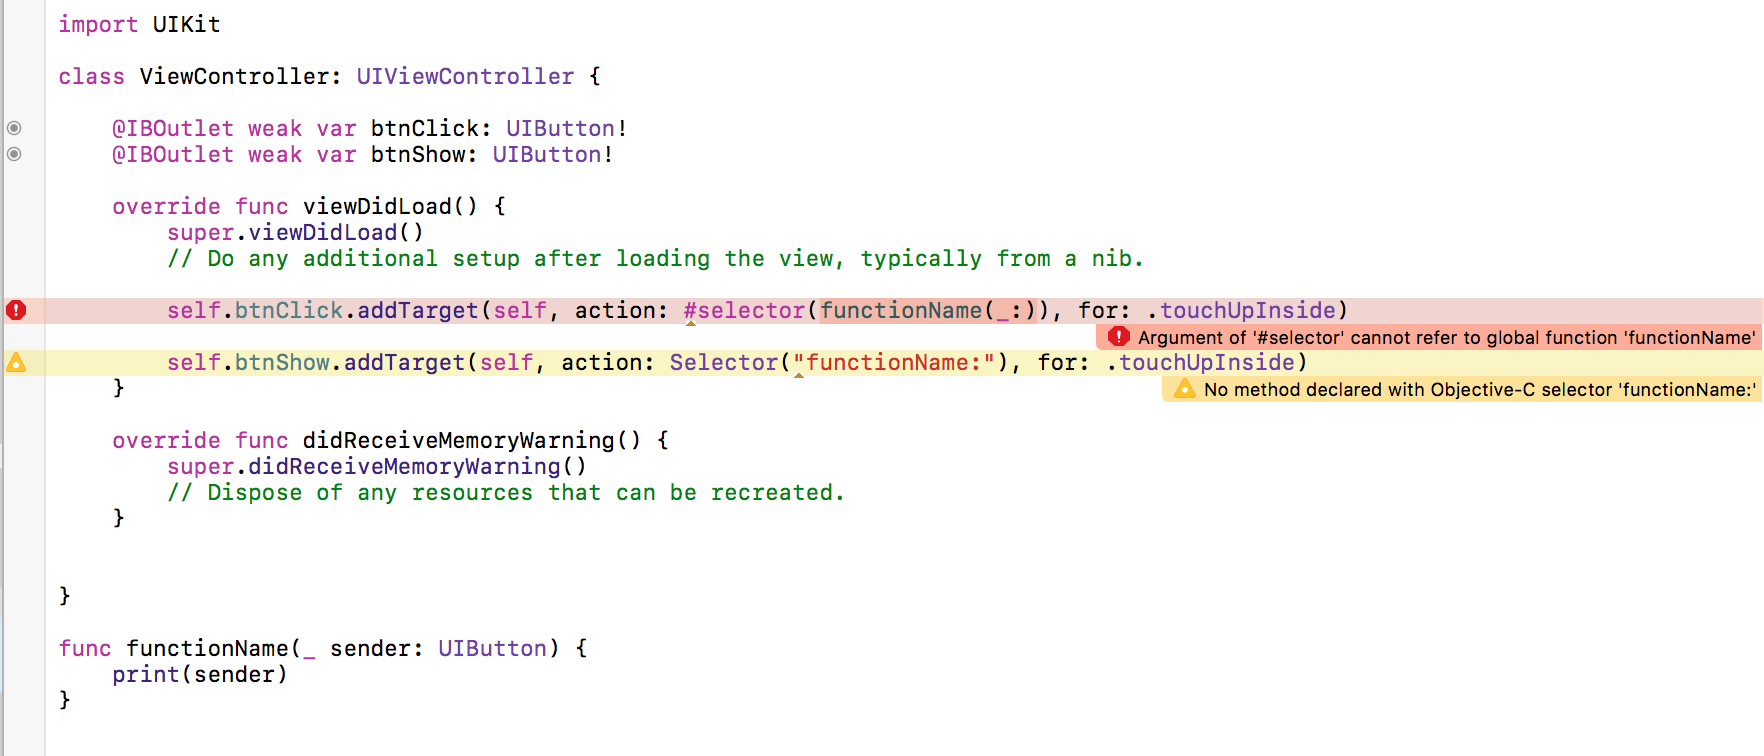 import UIKit
class ViewController: UIViewController {
@IBOutlet weak var btnClick: UIButton!
@IBOutlet weak var btnShow: UIButton!
override func viewDidLoad() {
super.viewDidLoad()
// Do any additional setup after loading the view, typically from a nib.
self.btnClick.addTarget(self, action: #selector(functionName(_:)), for: .touchUpInside)
Argument of '#selector' cannot refer to global function 'functionName'
self.btnShow.addTarget(self, action: Selector("functionName:"), for: .touchUpInside)
}
No method declared with Objective-C selector 'functionName:'
override func didReceiveMemoryWarning() {
super.didReceiveMemoryWarning()
// Dispose of any resources that can be recreated.
}
}
func functionName(_ sender: UIButton) {
print(sender)
}